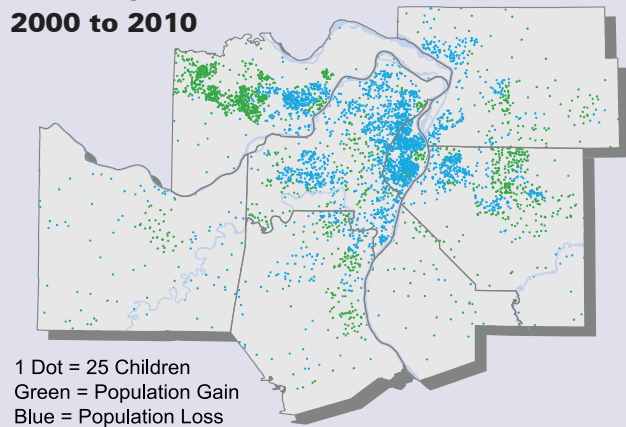 2000 to 2010
1 Dot = 25 Children
Green = Population Gain
Blue = Population Loss